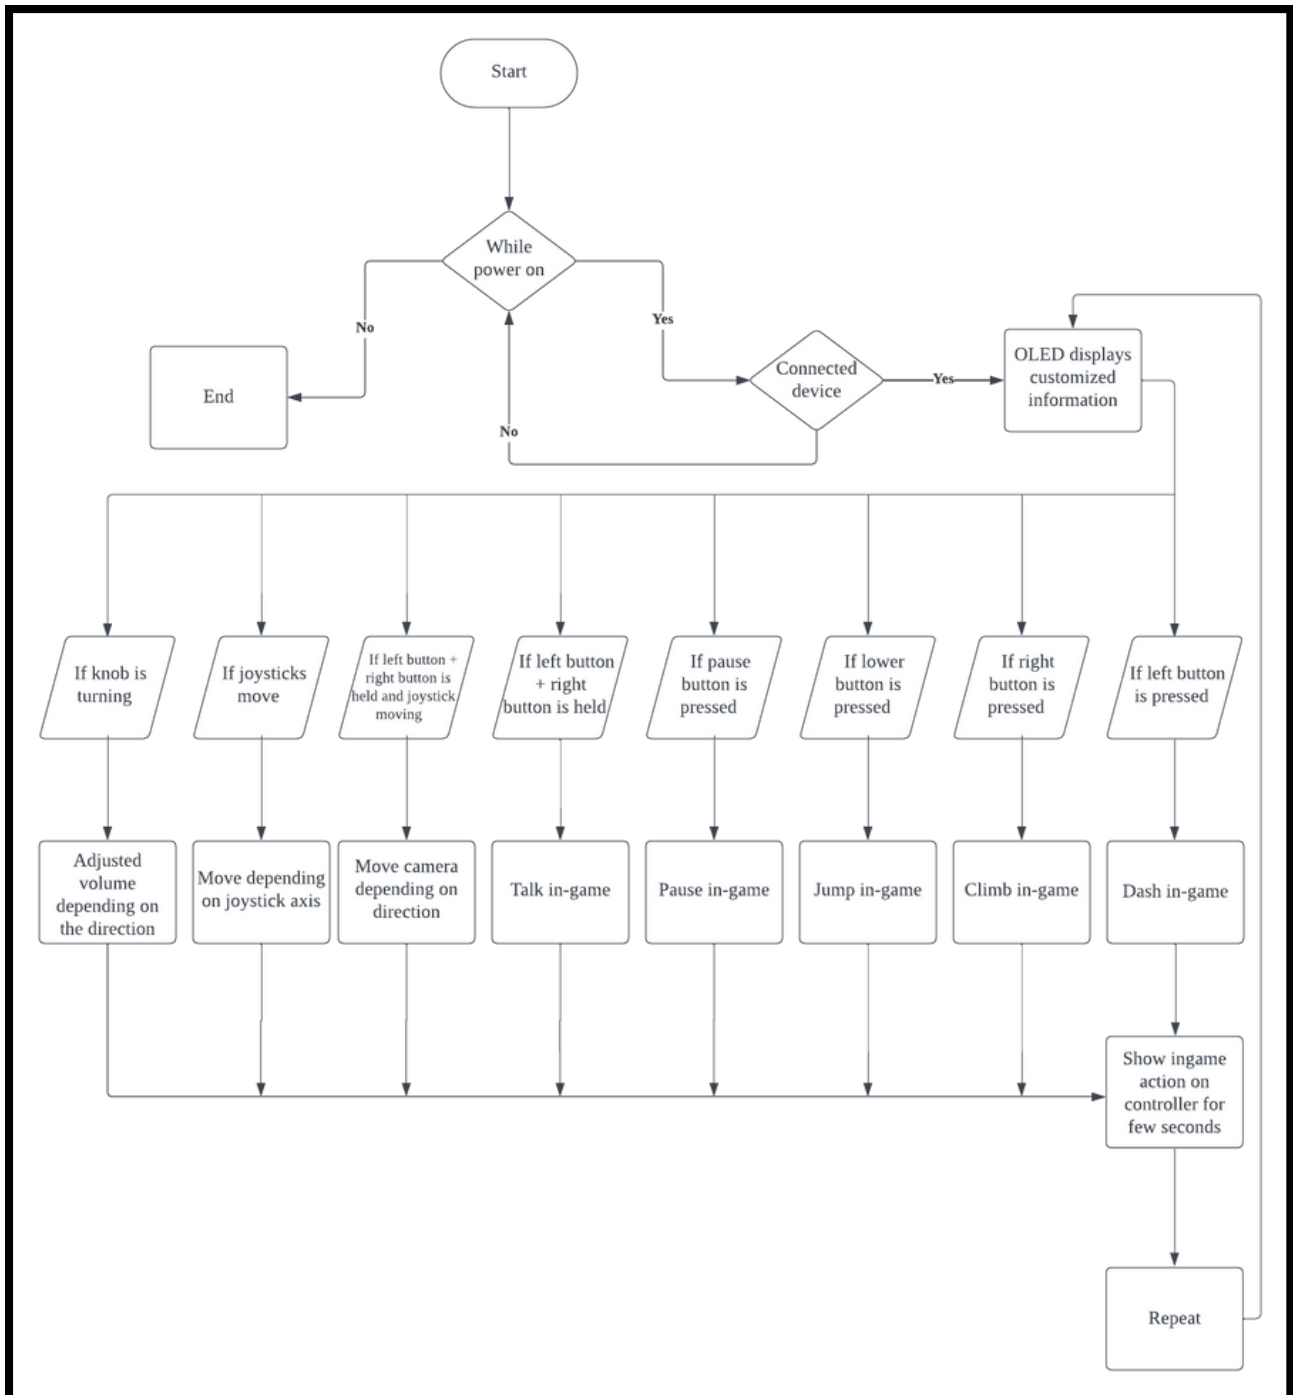 Start
While
power on
No
Yes
Connected
device
Yes
OLED displays
customized
information
End
No
If knob is
turning
If joysticks
move
If left button +
right button is
held and joystick
moving
If left button
+ right
button is held
If pause
button is
pressed
If lower
button is
pressed
If right
button is
pressed
If left button
is pressed
Adjusted
volume
depending on
the direction
Move depending
on joystick axis
Move camera
depending on
direction
Talk in-game
Pause in-game
Jump in-game
Climb in-game
Dash in-game
Show ingame
action on
controller for
few seconds
Repeat